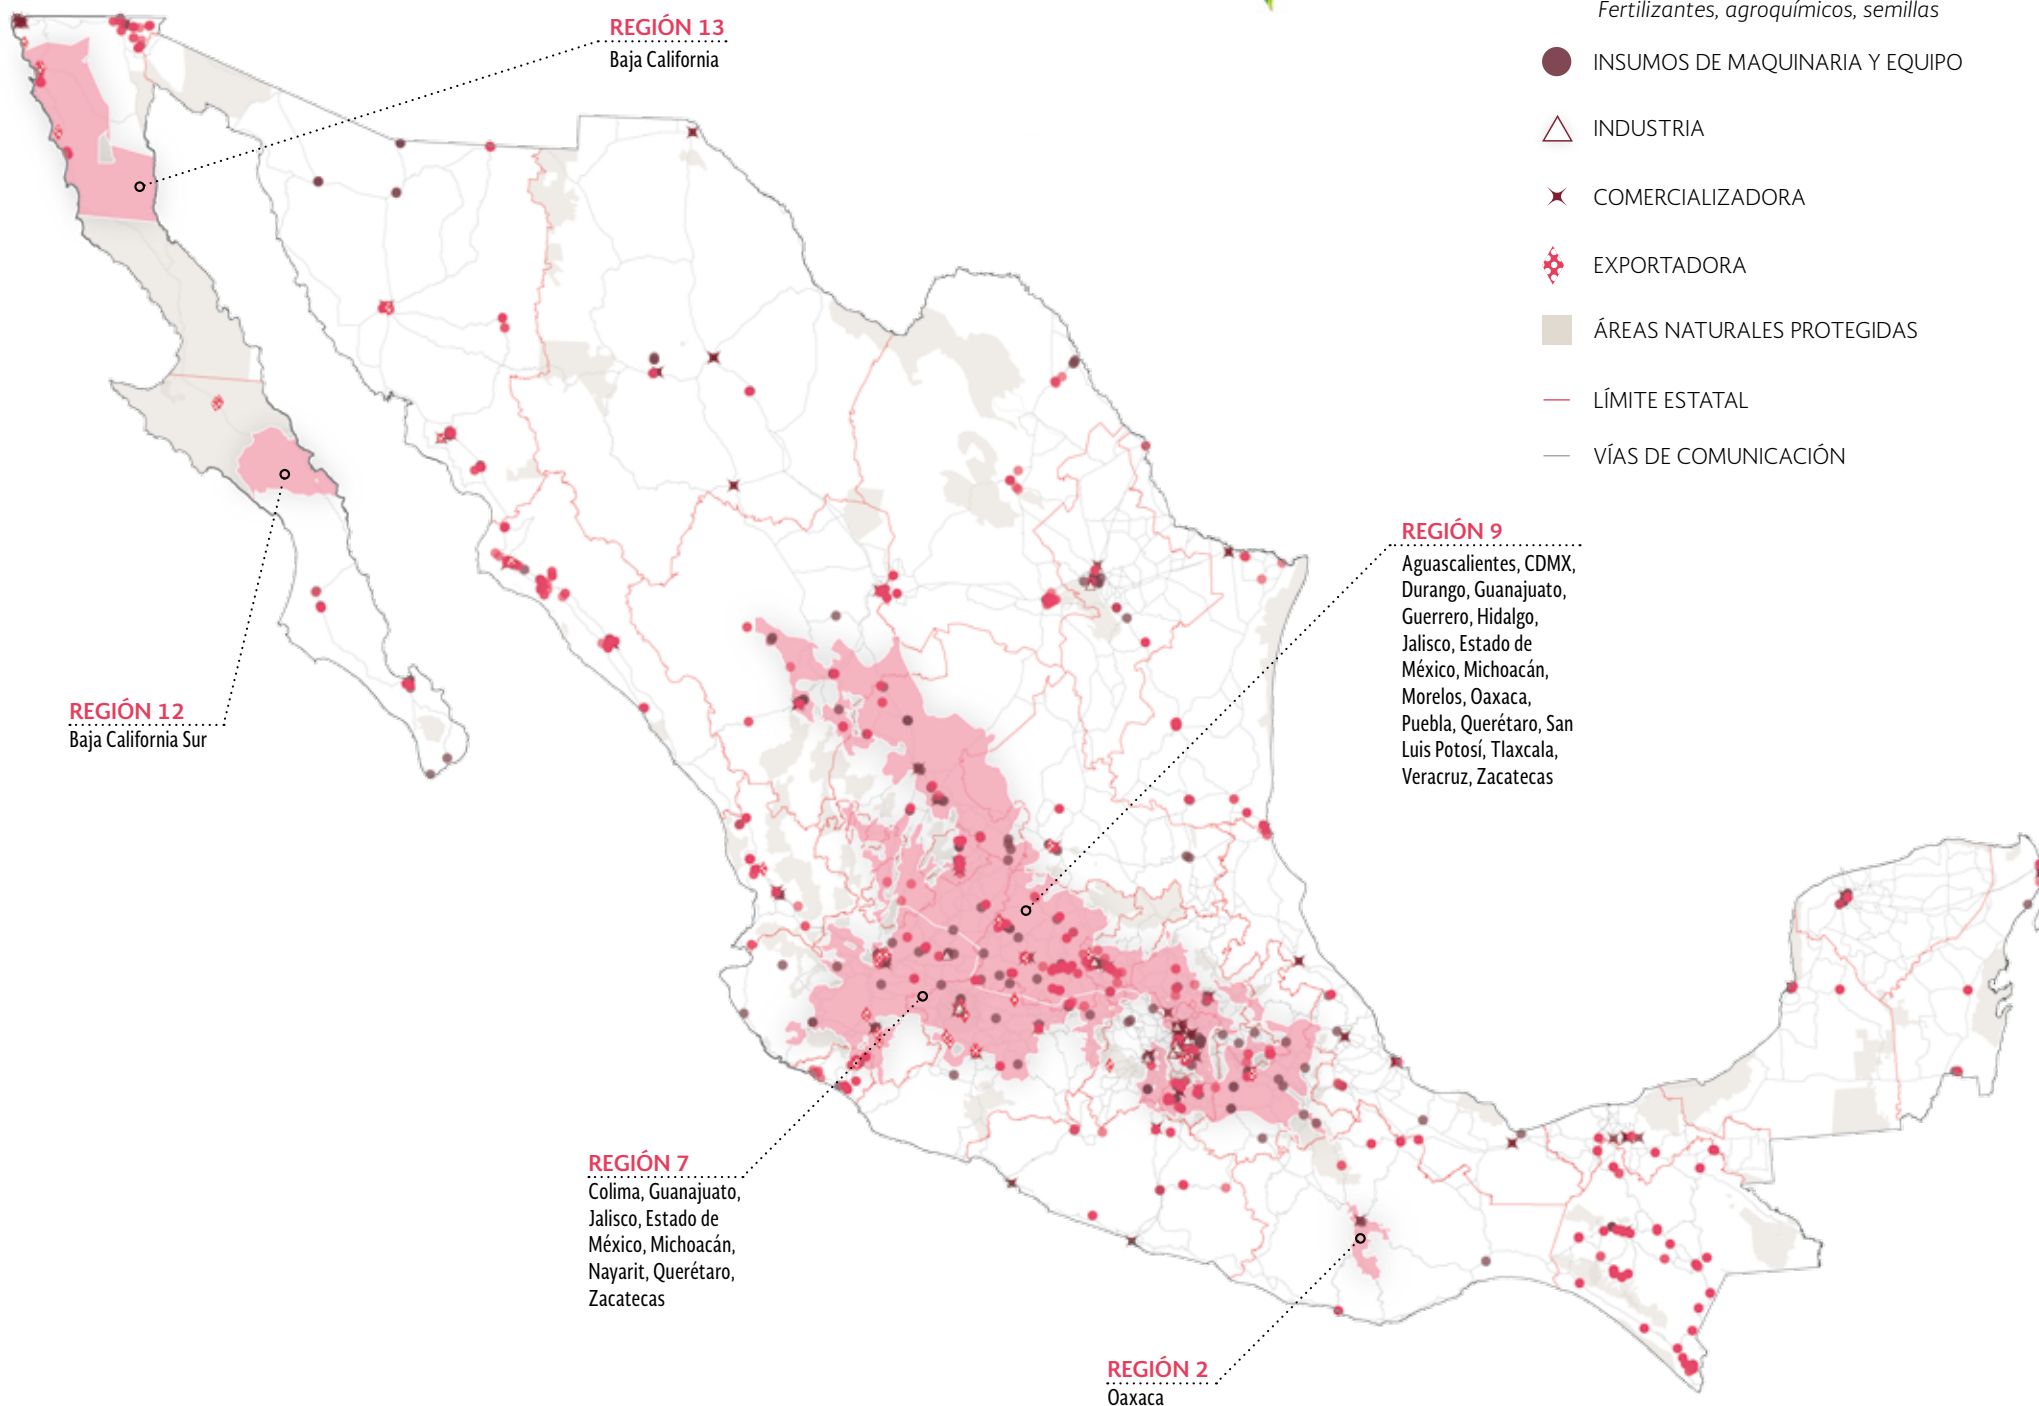 Fertilizantes, agroquímicos, semillas
INSUMOS DE MAQUINARIA Y EQUIPO
INDUSTRIA
COMERCIALIZADORA
EXPORTADORA
ÁREAS NATURALES PROTEGIDAS
LÍMITE ESTATAL
VÍAS DE COMUNICACIÓN
REGIÓN 13
Baja California
REGIÓN 9
Aguascalientes, CDMX,
Durango, Guanajuato,
Guerrero, Hidalgo,
Jalisco, Estado de
México, Michoacán,
Morelos, Oaxaca,
Puebla, Querétaro, San
Luis Potosí, Tlaxcala,
Veracruz, Zacatecas
REGIÓN 12
Baja California Sur
REGIÓN 7
Colima, Guanajuato,
Jalisco, Estado de
México, Michoacán,
Nayarit, Querétaro,
Zacatecas
REGIÓN 2
Oaxaca